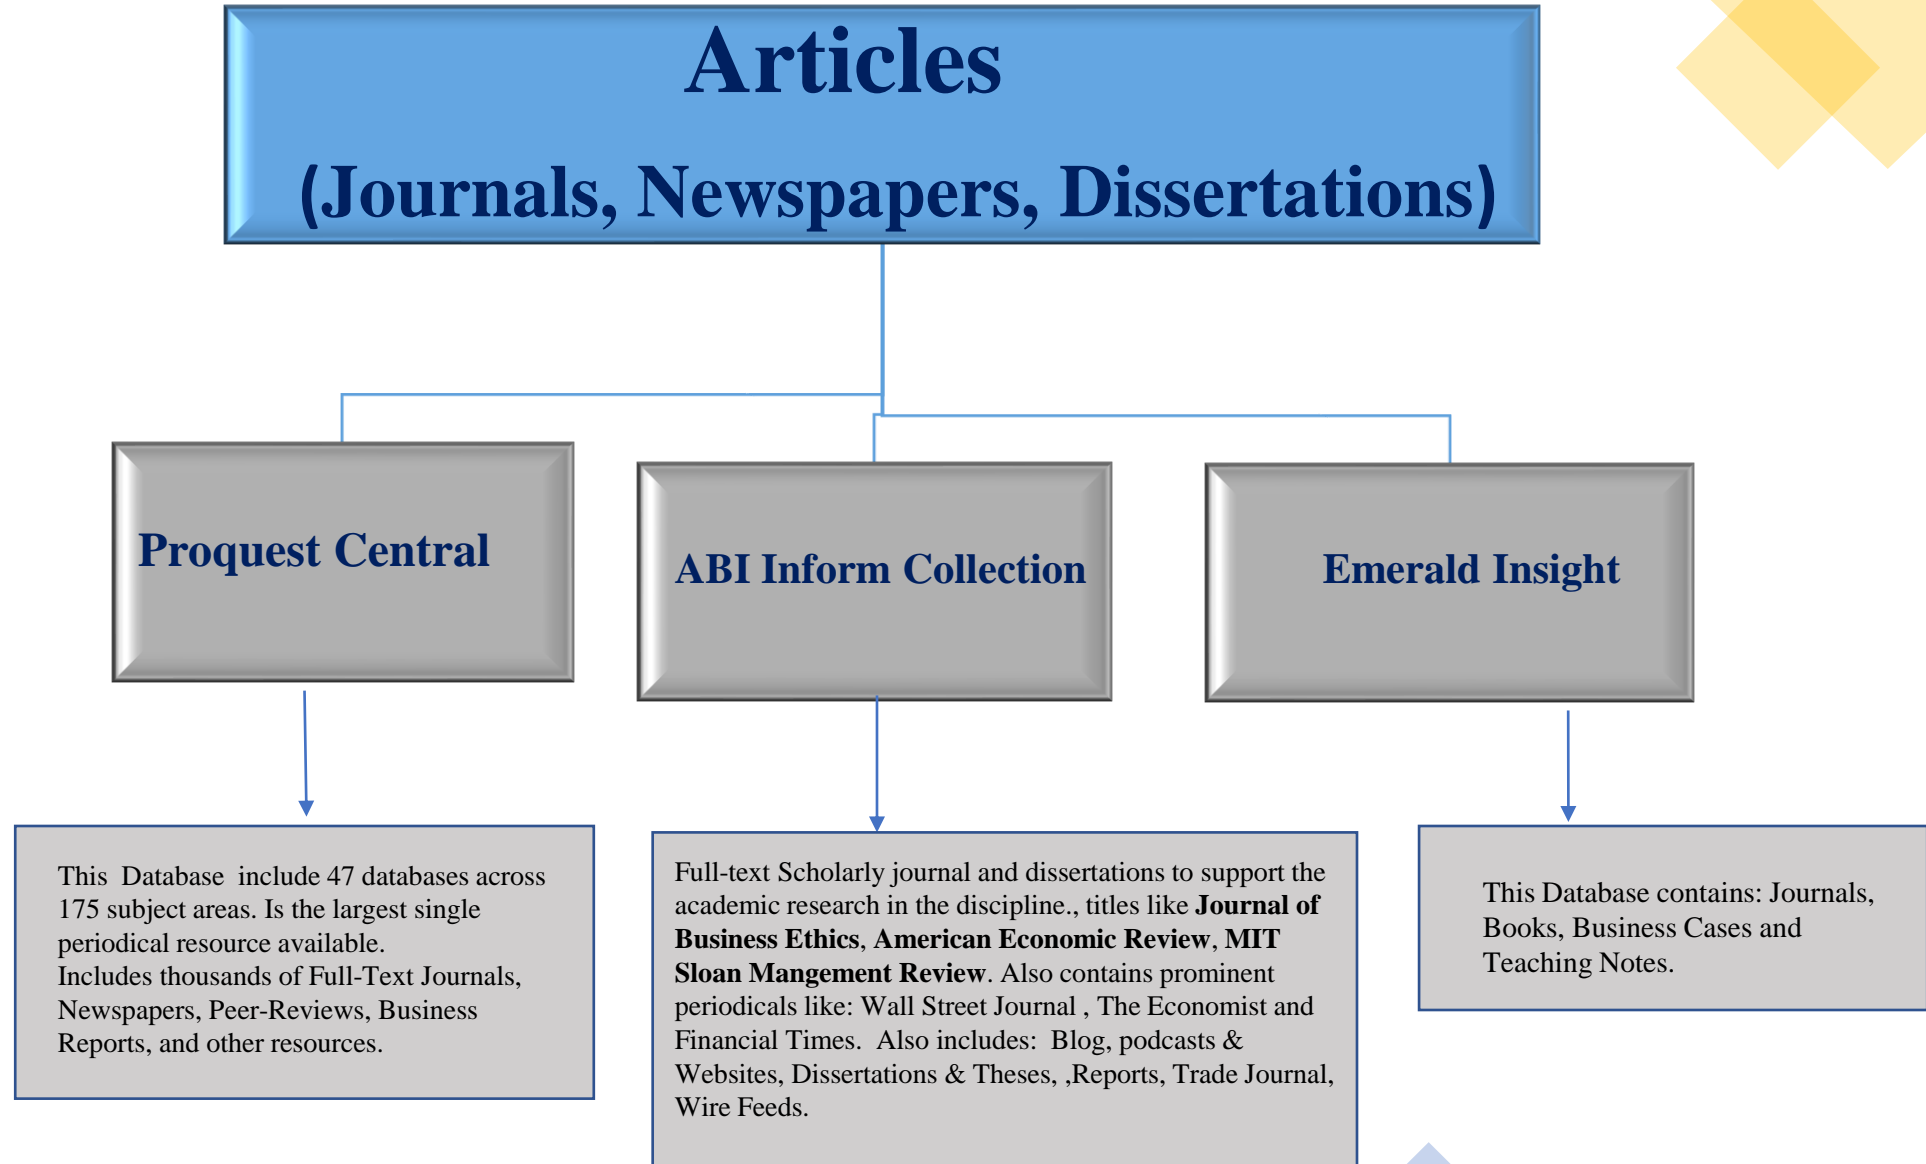 Articles
(Journals, Newspapers, Dissertations)
Proquest Central
ABI Inform Collection
Emerald Insight
This Database include 47 databases across
175 subject areas. Is the largest single
periodical resource available.
Includes thousands of Full-Text Journals,
Newspapers, Peer-Reviews, Business
Reports, and other resources.
Full-text Scholarly journal and dissertations to support the
academic research in the discipline., titles like Journal of
Business Ethics, American Economic Review, MIT
Sloan Mangement Review. Also contains prominent
periodicals like: Wall Street Journal , The Economist and
Financial Times. Also includes: Blog, podcasts &
Websites, Dissertations & Theses, ,Reports, Trade Journal,
Wire Feeds.
This Database contains: Journals,
Books, Business Cases and
Teaching Notes.